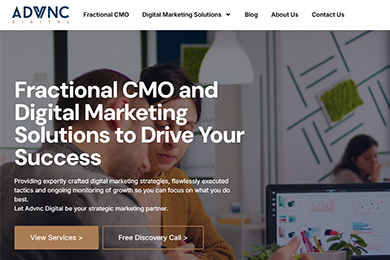 ADVNC
DIGITAL
Fractional CMO
Digital Marketing Solutions
Blog
About Us
Contact Us
Fractional CMO and
Digital Marketing
Solutions to Drive Your
Success
Providing expertly crafted digital marketing strategies, flawlessly executed
tactics and ongoing monitoring of growth so you can focus on what you do
best.
Let Advnc Digital be your strategic marketing partner.
View Services >
Free Discovery Call >